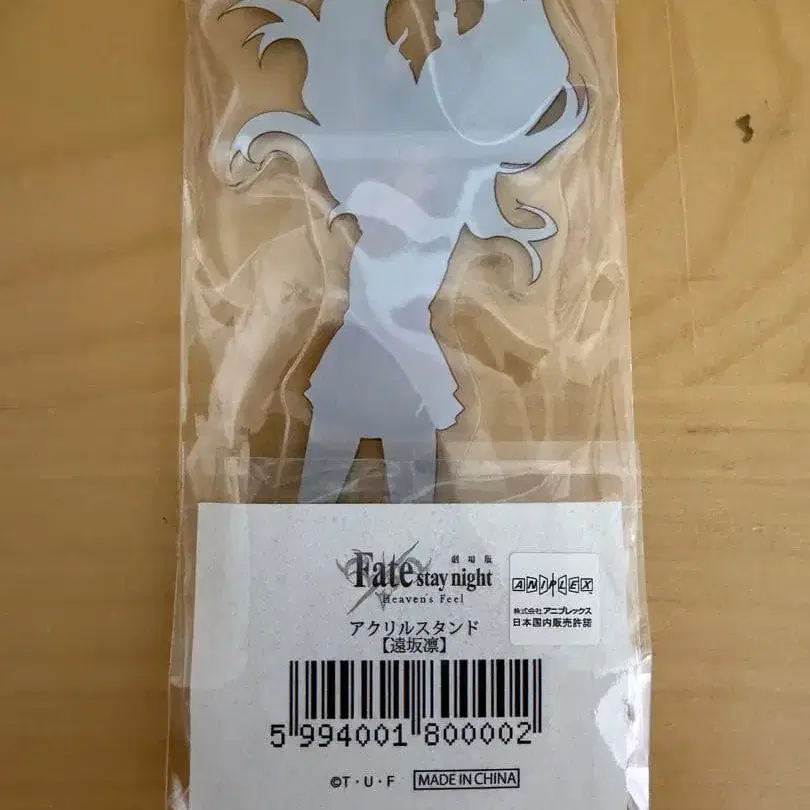 劇場版
Fate stay night
Heaven's Feel
ANIPLEX
株式会社アニプレックス
日本国内販売許諾
アクリルスタンド
【遠坂凛】
5 994001 800002
©T・U・F MADE IN CHINA